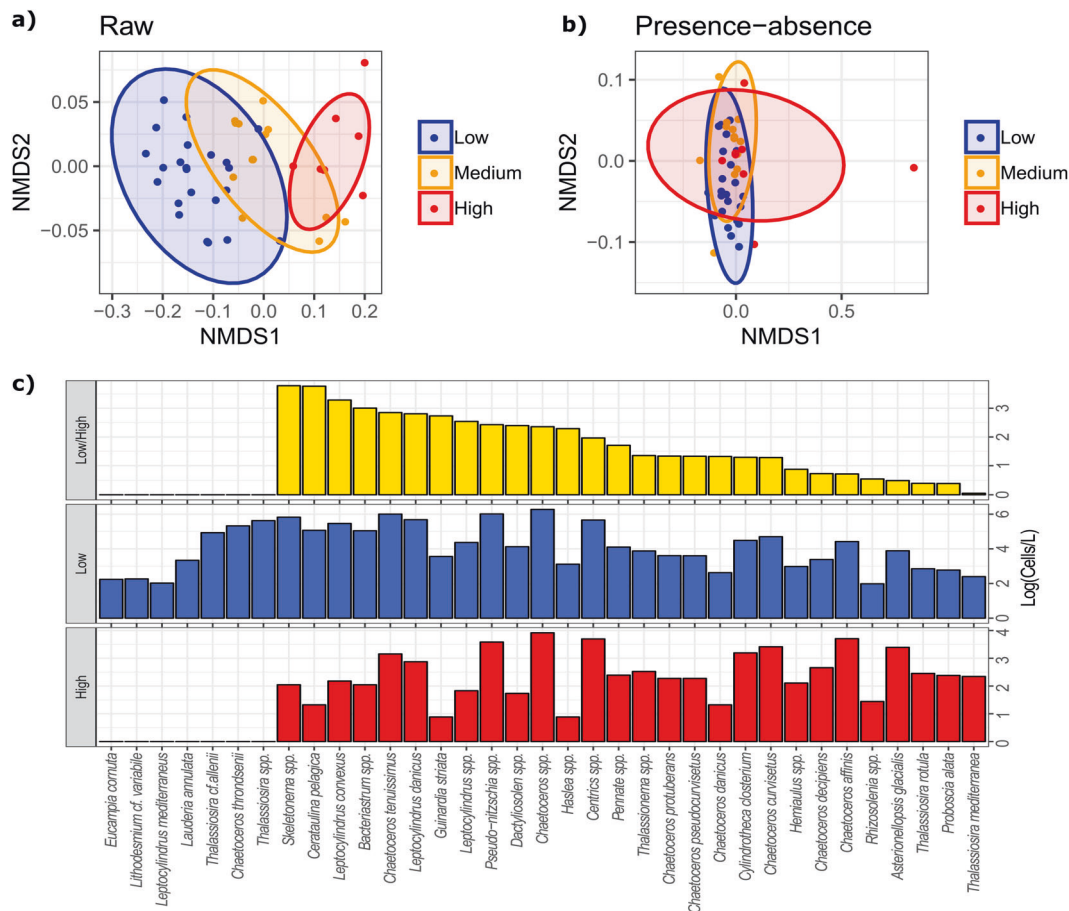 a)
Raw
NMDS2
0.05
0.00
−0.05
−0.3
−0.2
−0.1
0.0
0.1
0.2
NMDS1
Low
Medium
High
b)
Presence−absence
NMDS2
0.1
0.0
−0.1
0.0
0.5
NMDS1
Low
Medium
High
c)
Low/High
3
2
1
0
Low
6
4
2
0
Log(Cells/L)
High
4
3
2
1
0
Eucampia cornuta
Lithodesmium cf. variabile
Leptocylindrus mediterraneus
Lauderia annulata
Thalassiosira cf.allenii
Chaetoceros throndsenii
Thalassiosira spp.
Skeletonema spp.
Cerataulina pelagica
Leptocylindrus convexus
Bacteriastrum spp.
Chaetoceros tenuissimus
Leptocylindrus danicus
Guinardia striata
Leptocylindrus spp.
Pseudo−nitzschia spp.
Dactyliosolen spp.
Chaetoceros spp.
Haslea spp.
Centrics spp.
Pennate spp.
Thalassionema spp.
Chaetoceros protuberans
Chaetoceros pseudocurvisetus
Chaetoceros danicus
Cylindrotheca closterium
Chaetoceros curvisetus
Hemiaulus spp.
Chaetoceros decipiens
Chaetoceros affinis
Rhizosolenia spp.
Asterionellopsis glacialis
Thalassiosira rotula
Proboscia alata
Thalassiosira mediterranea